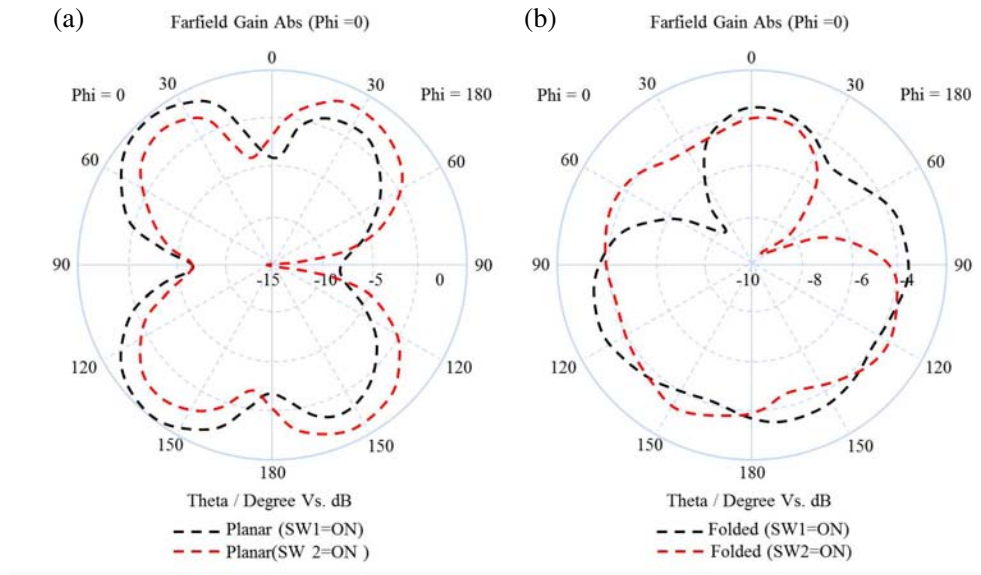 (a)
Farfield Gain Abs (Phi =0)
0
30
30
Phi = 0
Phi = 180
60
60
90
-15
-10
-5
0
90
120
120
150
150
180
Theta / Degree Vs. dB
Planar (SW1=ON)
Planar(SW 2=ON )
(b)
Farfield Gain Abs (Phi =0)
0
30
30
Phi = 0
Phi = 180
60
60
90
-10
-8
-6
-4
90
120
120
150
150
180
Theta / Degree Vs. dB
Folded (SW1=ON)
Folded (SW2=ON)